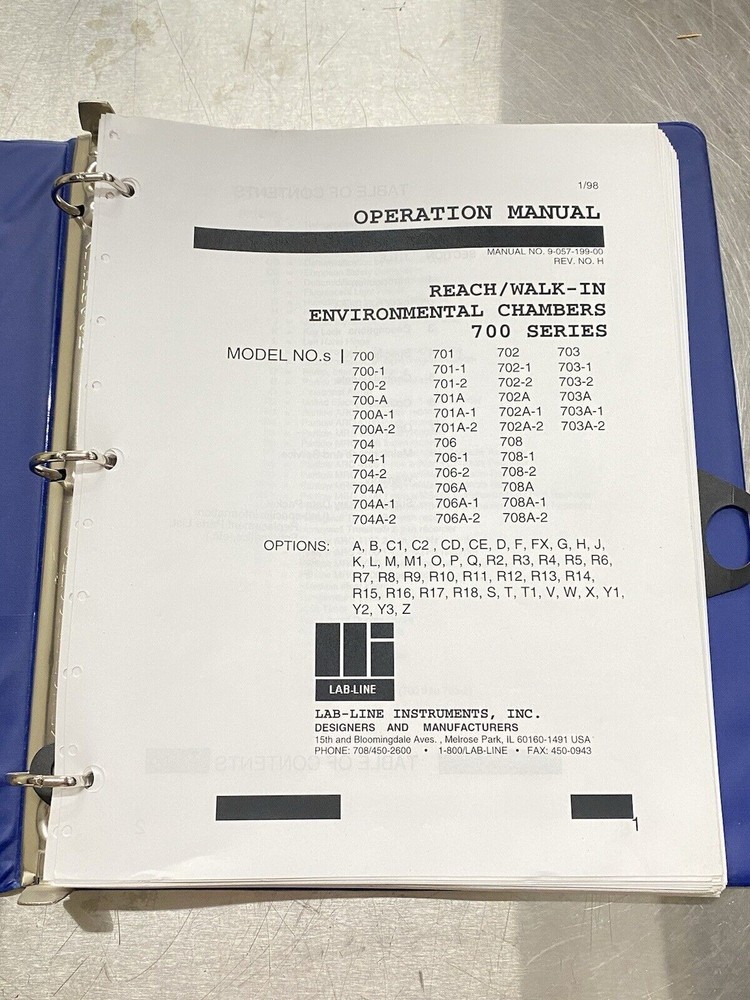 1/98
OPERATION MANUAL
MANUAL NO. 9-057-199-00
REV. NO. H
REACH/WALK-IN
ENVIRONMENTAL CHAMBERS
700 SERIES
MODEL NO.s | 700 701 702 703
700-1 701-1 702-1 703-1
700-2 701-2 702-2 703-2
700-A 701A 702A 703A
700A-1 701A-1 702A-1 703A-1
700A-2 701A-2 702A-2 703A-2
704 706 708
704-1 706-1 708-1
704-2 706-2 708-2
704A 706A 708A
704A-1 706A-1 708A-1
704A-2 706A-2 708A-2
OPTIONS: A, B, C1, C2 , CD, CE, D, F, FX, G, H, J,
K, L, M, M1, O, P, Q, R2, R3, R4, R5, R6,
R7, R8, R9, R10, R11, R12, R13, R14,
R15, R16, R17, R18, S, T, T1, V, W, X, Y1,
Y2, Y3, Z
LAB-LINE
LAB-LINE INSTRUMENTS, INC.
DESIGNERS AND MANUFACTURERS
15th and Bloomingdale Aves. , Melrose Park, IL 60160-1491 USA
PHONE: 708/450-2600 • 1-800/LAB-LINE • FAX: 450-0943
1